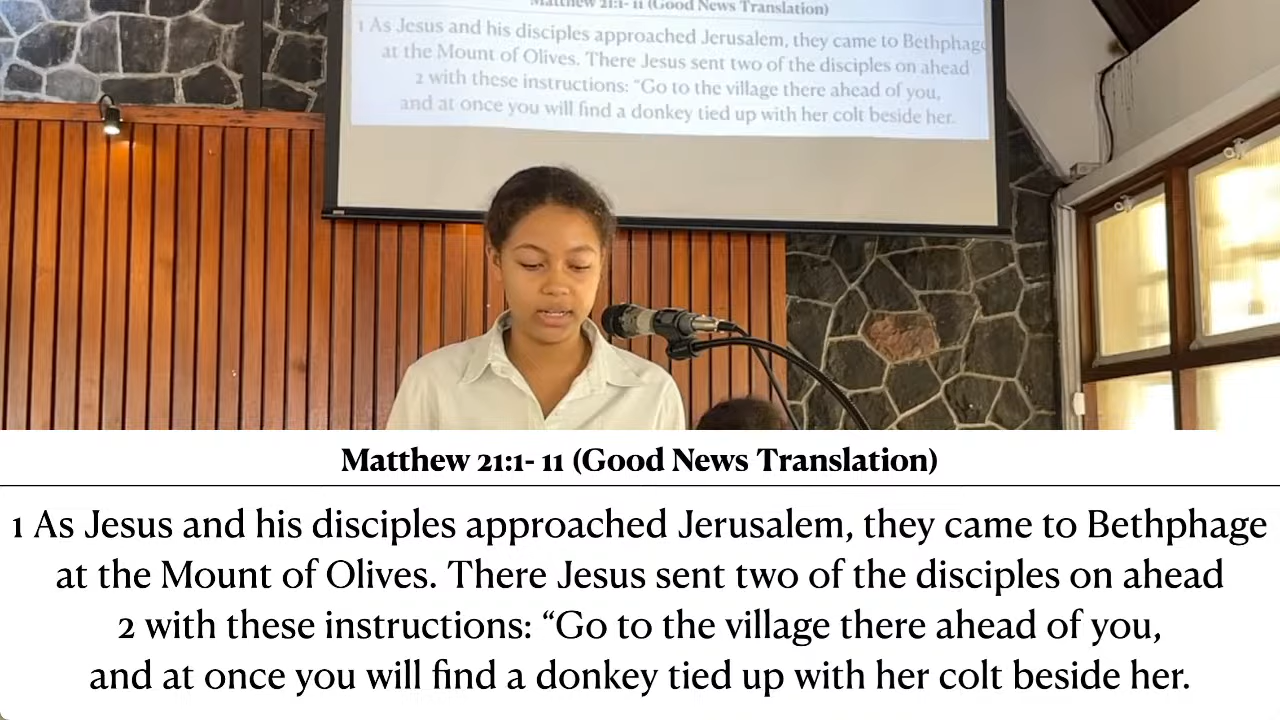 Matthew 21:1- 11 (Good News Translation)
1 As Jesus and his disciples approached Jerusalem, they came to Bethphage
at the Mount of Olives. There Jesus sent two of the disciples on ahead
2 with these instructions: “Go to the village there ahead of you,
and at once you will find a donkey tied up with her colt beside her.
Matthew 21:1- 11 (Good News Translation)
1 As Jesus and his disciples approached Jerusalem, they came to Bethphage
at the Mount of Olives. There Jesus sent two of the disciples on ahead
2 with these instructions: “Go to the village there ahead of you,
and at once you will find a donkey tied up with her colt beside her.